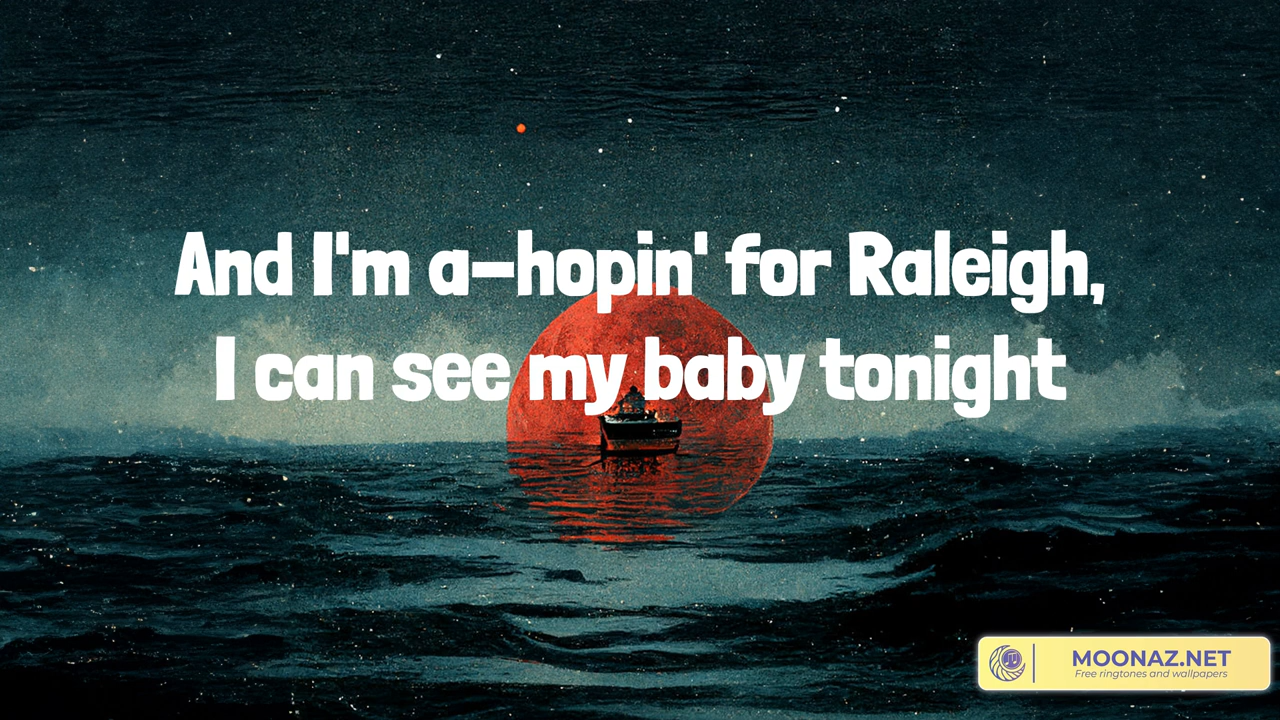 And I'm a-hopin' for Raleigh,
I can see my baby tonight
MOONAZ.NET
Free ringtones and wallpapers